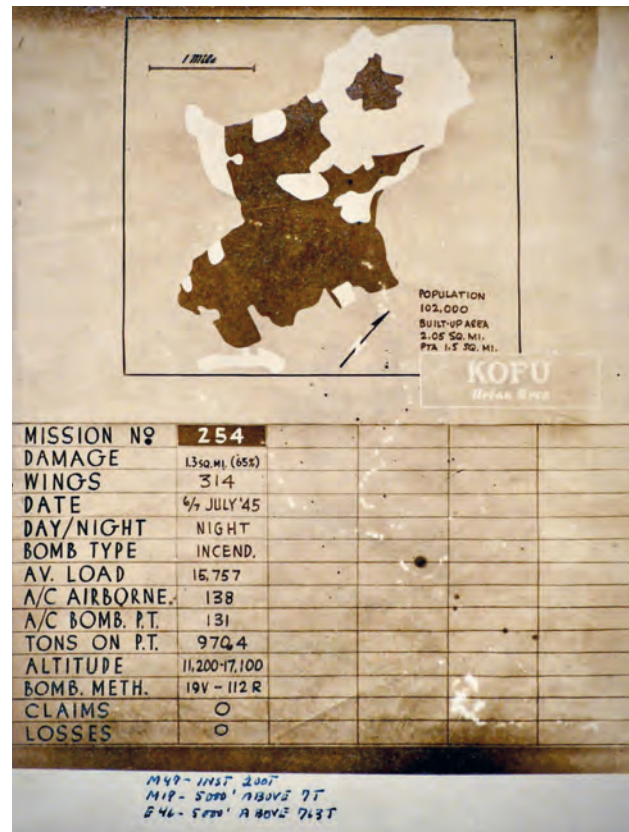 1 Mile
POPULATION
102,000
BUILT-UP AREA
2.05 SQ. MI.
PTA 1.5 SQ. MI.
KOFU
Urban Area
MISSION Nº 254
DAMAGE 1.3 SQ. MI. (65%)
WINGS 314
DATE 6/7 JULY '45
DAY/NIGHT NIGHT
BOMB TYPE INCEND.
AV. LOAD 15,757
A/C AIRBORNE. 138
A/C BOMB. P.T. 131
TONS ON P.T. 970.4
ALTITUDE 11,200-17,100
BOMB. METH. 19V - 112 R
CLAIMS 0
LOSSES 0
M47 - INST 200T
M19 - 5000' ABOVE 7T
E46 - 5000' ABOVE 763T